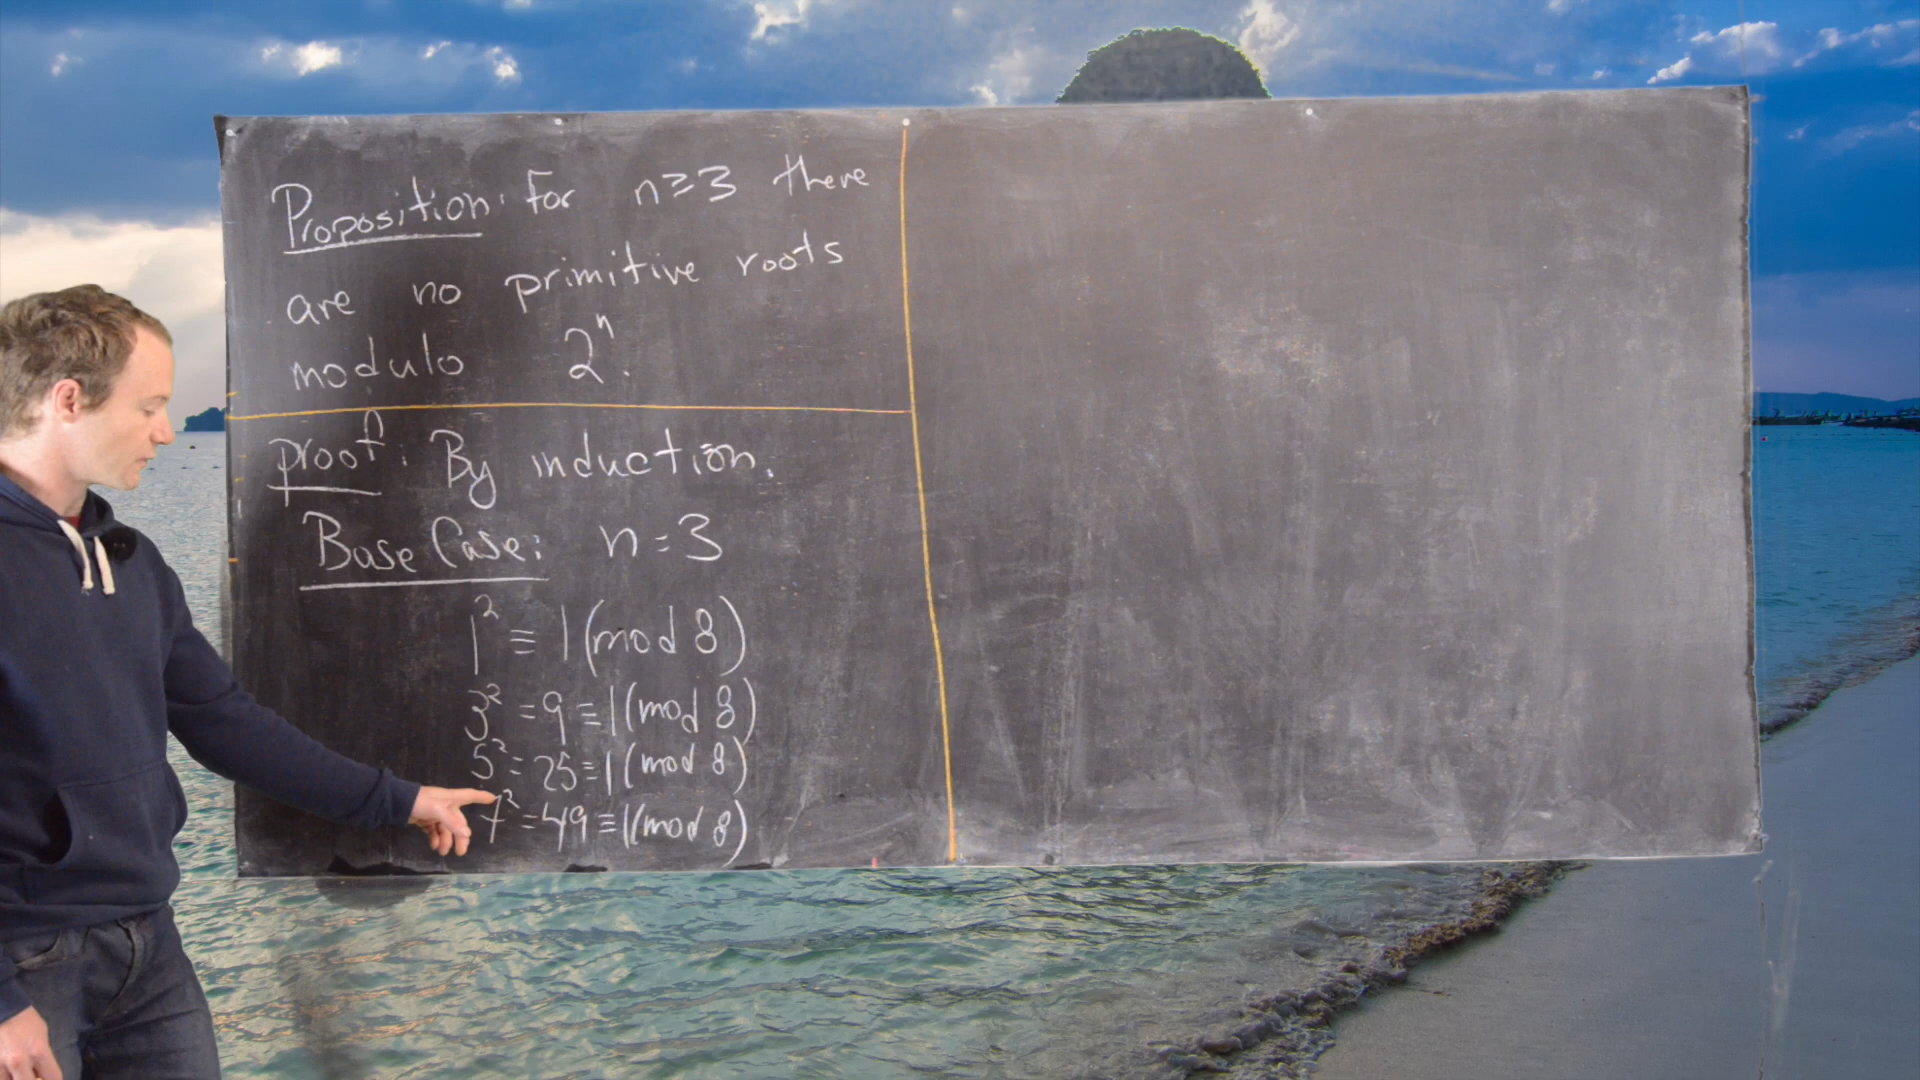 Proposition: For n≥3 there
are no primitive roots
modulo 2ⁿ.
proof: By induction.
Base Case: n=3
1² ≡ 1 (mod 8)
3² = 9 ≡ 1 (mod 8)
5² = 25 ≡ 1 (mod 8)
7² = 49 ≡ 1 (mod 8)